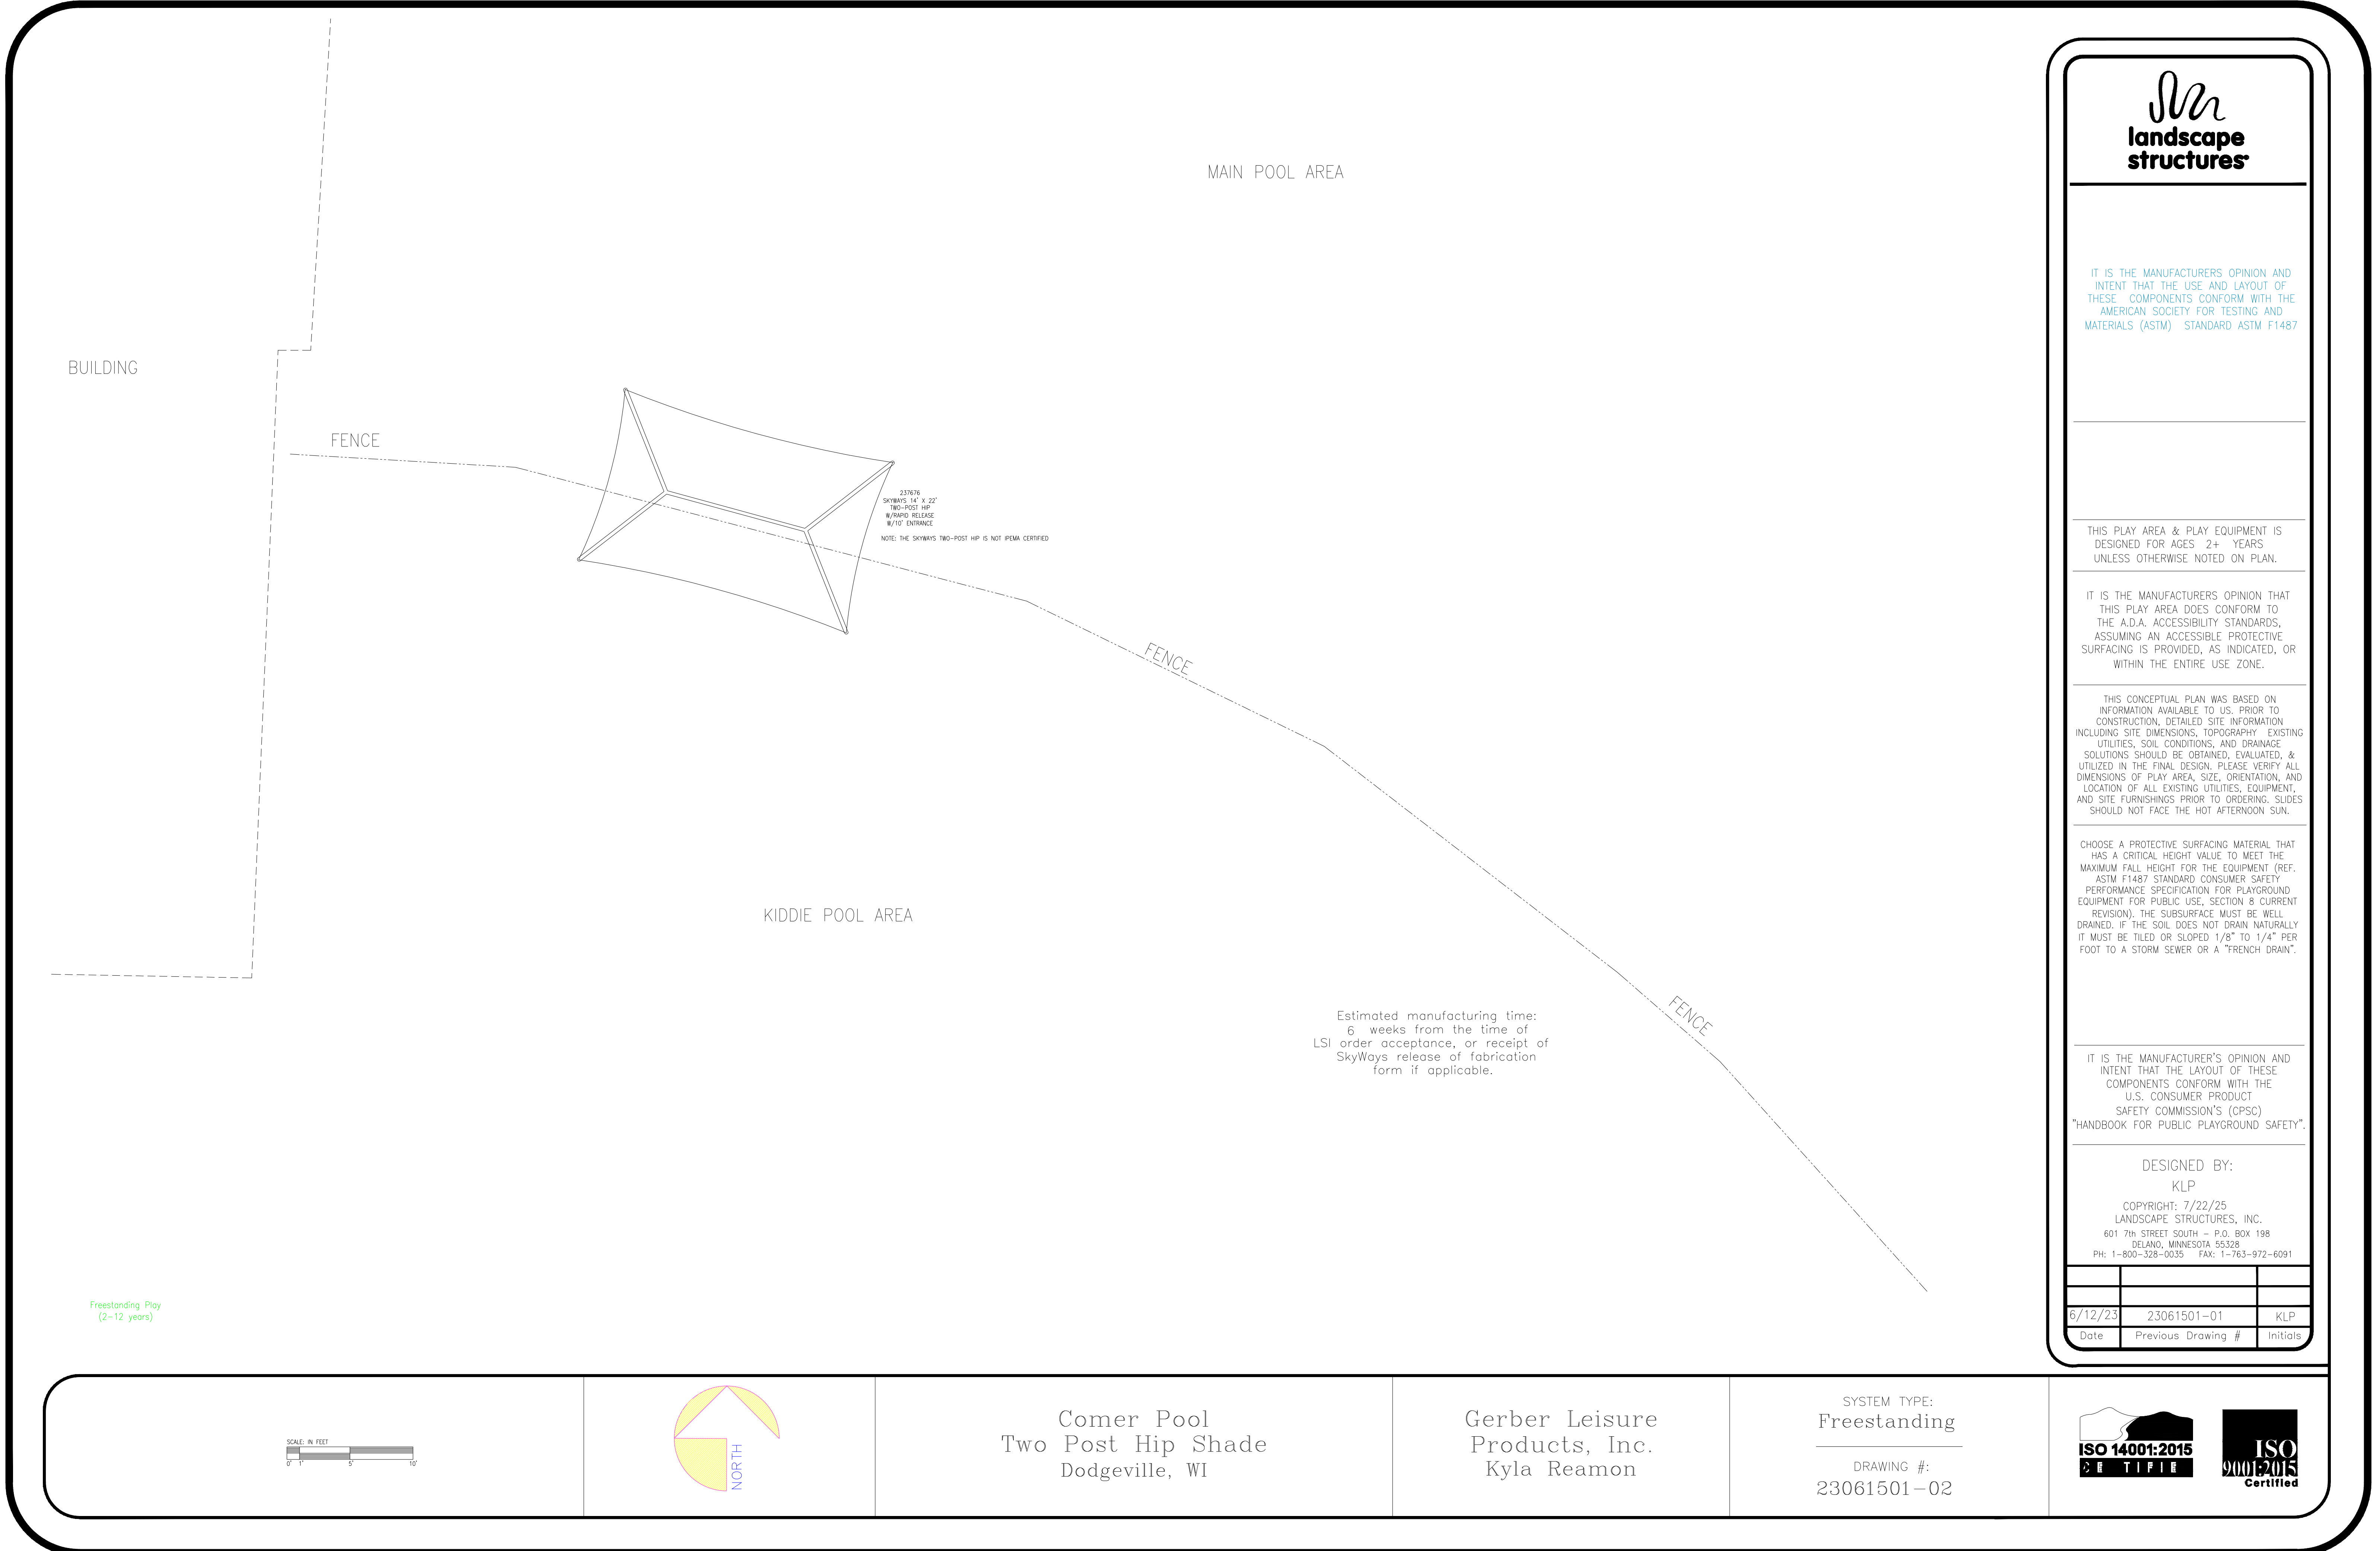 MAIN POOL AREA
BUILDING
FENCE
237676
SKYWAYS 14' X 22'
TWO-POST HIP
W/RAPID RELEASE
W/10' ENTRANCE
NOTE: THE SKYWAYS TWO-POST HIP IS NOT IPEMA CERTIFIED
FENCE
KIDDIE POOL AREA
FENCE
Estimated manufacturing time:
6 weeks from the time of
LSI order acceptance, or receipt of
SkyWays release of fabrication
form if applicable.
Freestanding Play
(2-12 years)
landscape
structures®
IT IS THE MANUFACTURERS OPINION AND
INTENT THAT THE USE AND LAYOUT OF
THESE COMPONENTS CONFORM WITH THE
AMERICAN SOCIETY FOR TESTING AND
MATERIALS (ASTM) STANDARD ASTM F1487
THIS PLAY AREA & PLAY EQUIPMENT IS
DESIGNED FOR AGES 2+ YEARS
UNLESS OTHERWISE NOTED ON PLAN.
IT IS THE MANUFACTURERS OPINION THAT
THIS PLAY AREA DOES CONFORM TO
THE A.D.A. ACCESSIBILITY STANDARDS,
ASSUMING AN ACCESSIBLE PROTECTIVE
SURFACING IS PROVIDED, AS INDICATED, OR
WITHIN THE ENTIRE USE ZONE.
THIS CONCEPTUAL PLAN WAS BASED ON
INFORMATION AVAILABLE TO US. PRIOR TO
CONSTRUCTION, DETAILED SITE INFORMATION
INCLUDING SITE DIMENSIONS, TOPOGRAPHY EXISTING
UTILITIES, SOIL CONDITIONS, AND DRAINAGE
SOLUTIONS SHOULD BE OBTAINED, EVALUATED, &
UTILIZED IN THE FINAL DESIGN. PLEASE VERIFY ALL
DIMENSIONS OF PLAY AREA, SIZE, ORIENTATION, AND
LOCATION OF ALL EXISTING UTILITIES, EQUIPMENT,
AND SITE FURNISHINGS PRIOR TO ORDERING. SLIDES
SHOULD NOT FACE THE HOT AFTERNOON SUN.
CHOOSE A PROTECTIVE SURFACING MATERIAL THAT
HAS A CRITICAL HEIGHT VALUE TO MEET THE
MAXIMUM FALL HEIGHT FOR THE EQUIPMENT (REF.
ASTM F1487 STANDARD CONSUMER SAFETY
PERFORMANCE SPECIFICATION FOR PLAYGROUND
EQUIPMENT FOR PUBLIC USE, SECTION 8 CURRENT
REVISION). THE SUBSURFACE MUST BE WELL
DRAINED. IF THE SOIL DOES NOT DRAIN NATURALLY
IT MUST BE TILED OR SLOPED 1/8" TO 1/4" PER
FOOT TO A STORM SEWER OR A "FRENCH DRAIN".
IT IS THE MANUFACTURER'S OPINION AND
INTENT THAT THE LAYOUT OF THESE
COMPONENTS CONFORM WITH THE
U.S. CONSUMER PRODUCT
SAFETY COMMISSION'S (CPSC)
"HANDBOOK FOR PUBLIC PLAYGROUND SAFETY".
DESIGNED BY:
KLP
COPYRIGHT: 7/22/25
LANDSCAPE STRUCTURES, INC.
601 7th STREET SOUTH - P.O. BOX 198
DELANO, MINNESOTA 55328
PH: 1-800-328-0035 FAX: 1-763-972-6091
6/12/23 23061501-01 KLP
Date Previous Drawing # Initials
SCALE: IN FEET
0' 1' 5' 10'
NORTH
Comer Pool
Two Post Hip Shade
Dodgeville, WI
Gerber Leisure
Products, Inc.
Kyla Reamon
SYSTEM TYPE:
Freestanding
DRAWING #:
23061501-02
ISO 14001:2015
ISO
9001:2015
Certified